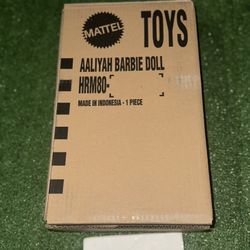 MATTEL
TOYS
AALIYAH BARBIE DOLL
HRM80-
MADE IN INDONESIA - 1 PIECE